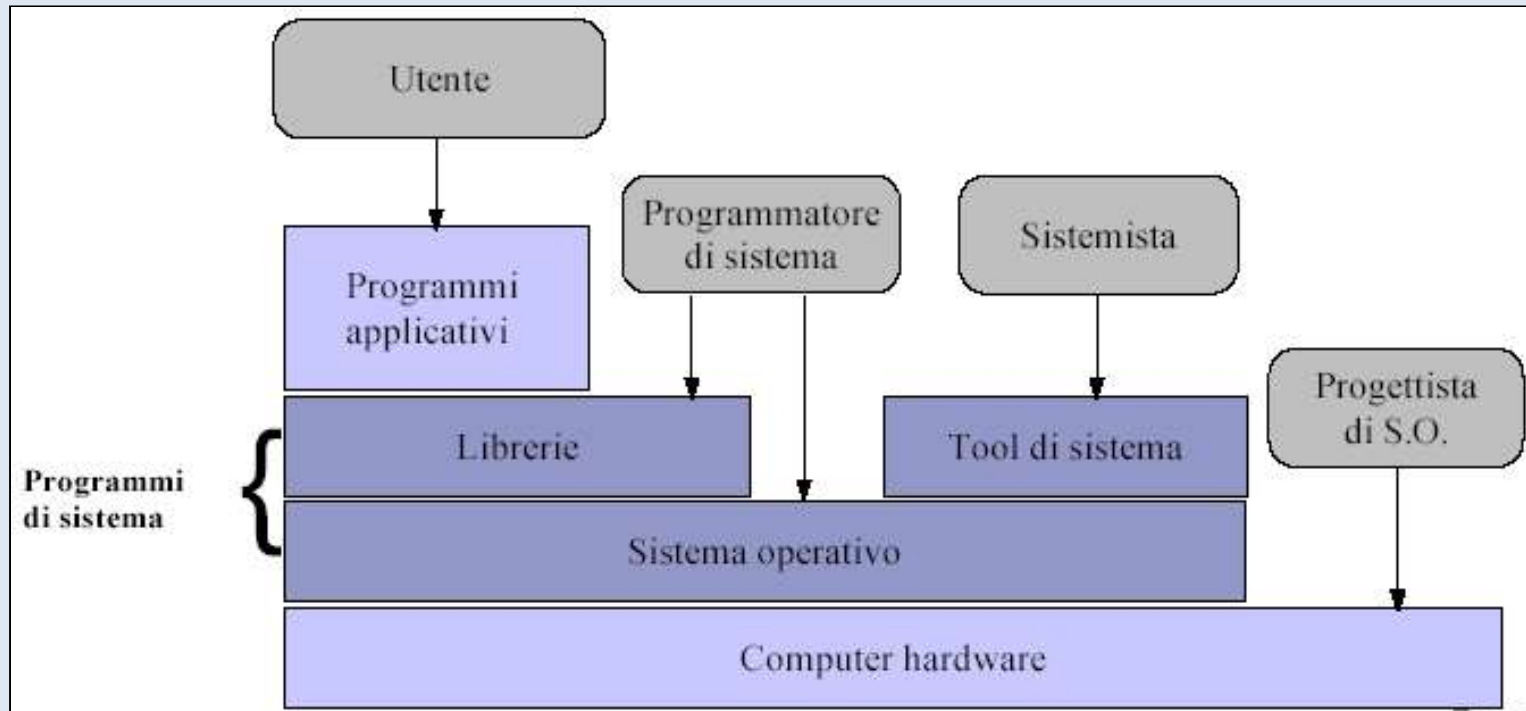 Utente
Programmatore
di sistema
Sistemista
Programmi
applicativi
Progettista
di S.O.
Librerie
Tool di sistema
Programmi
di sistema
Sistema operativo
Computer hardware